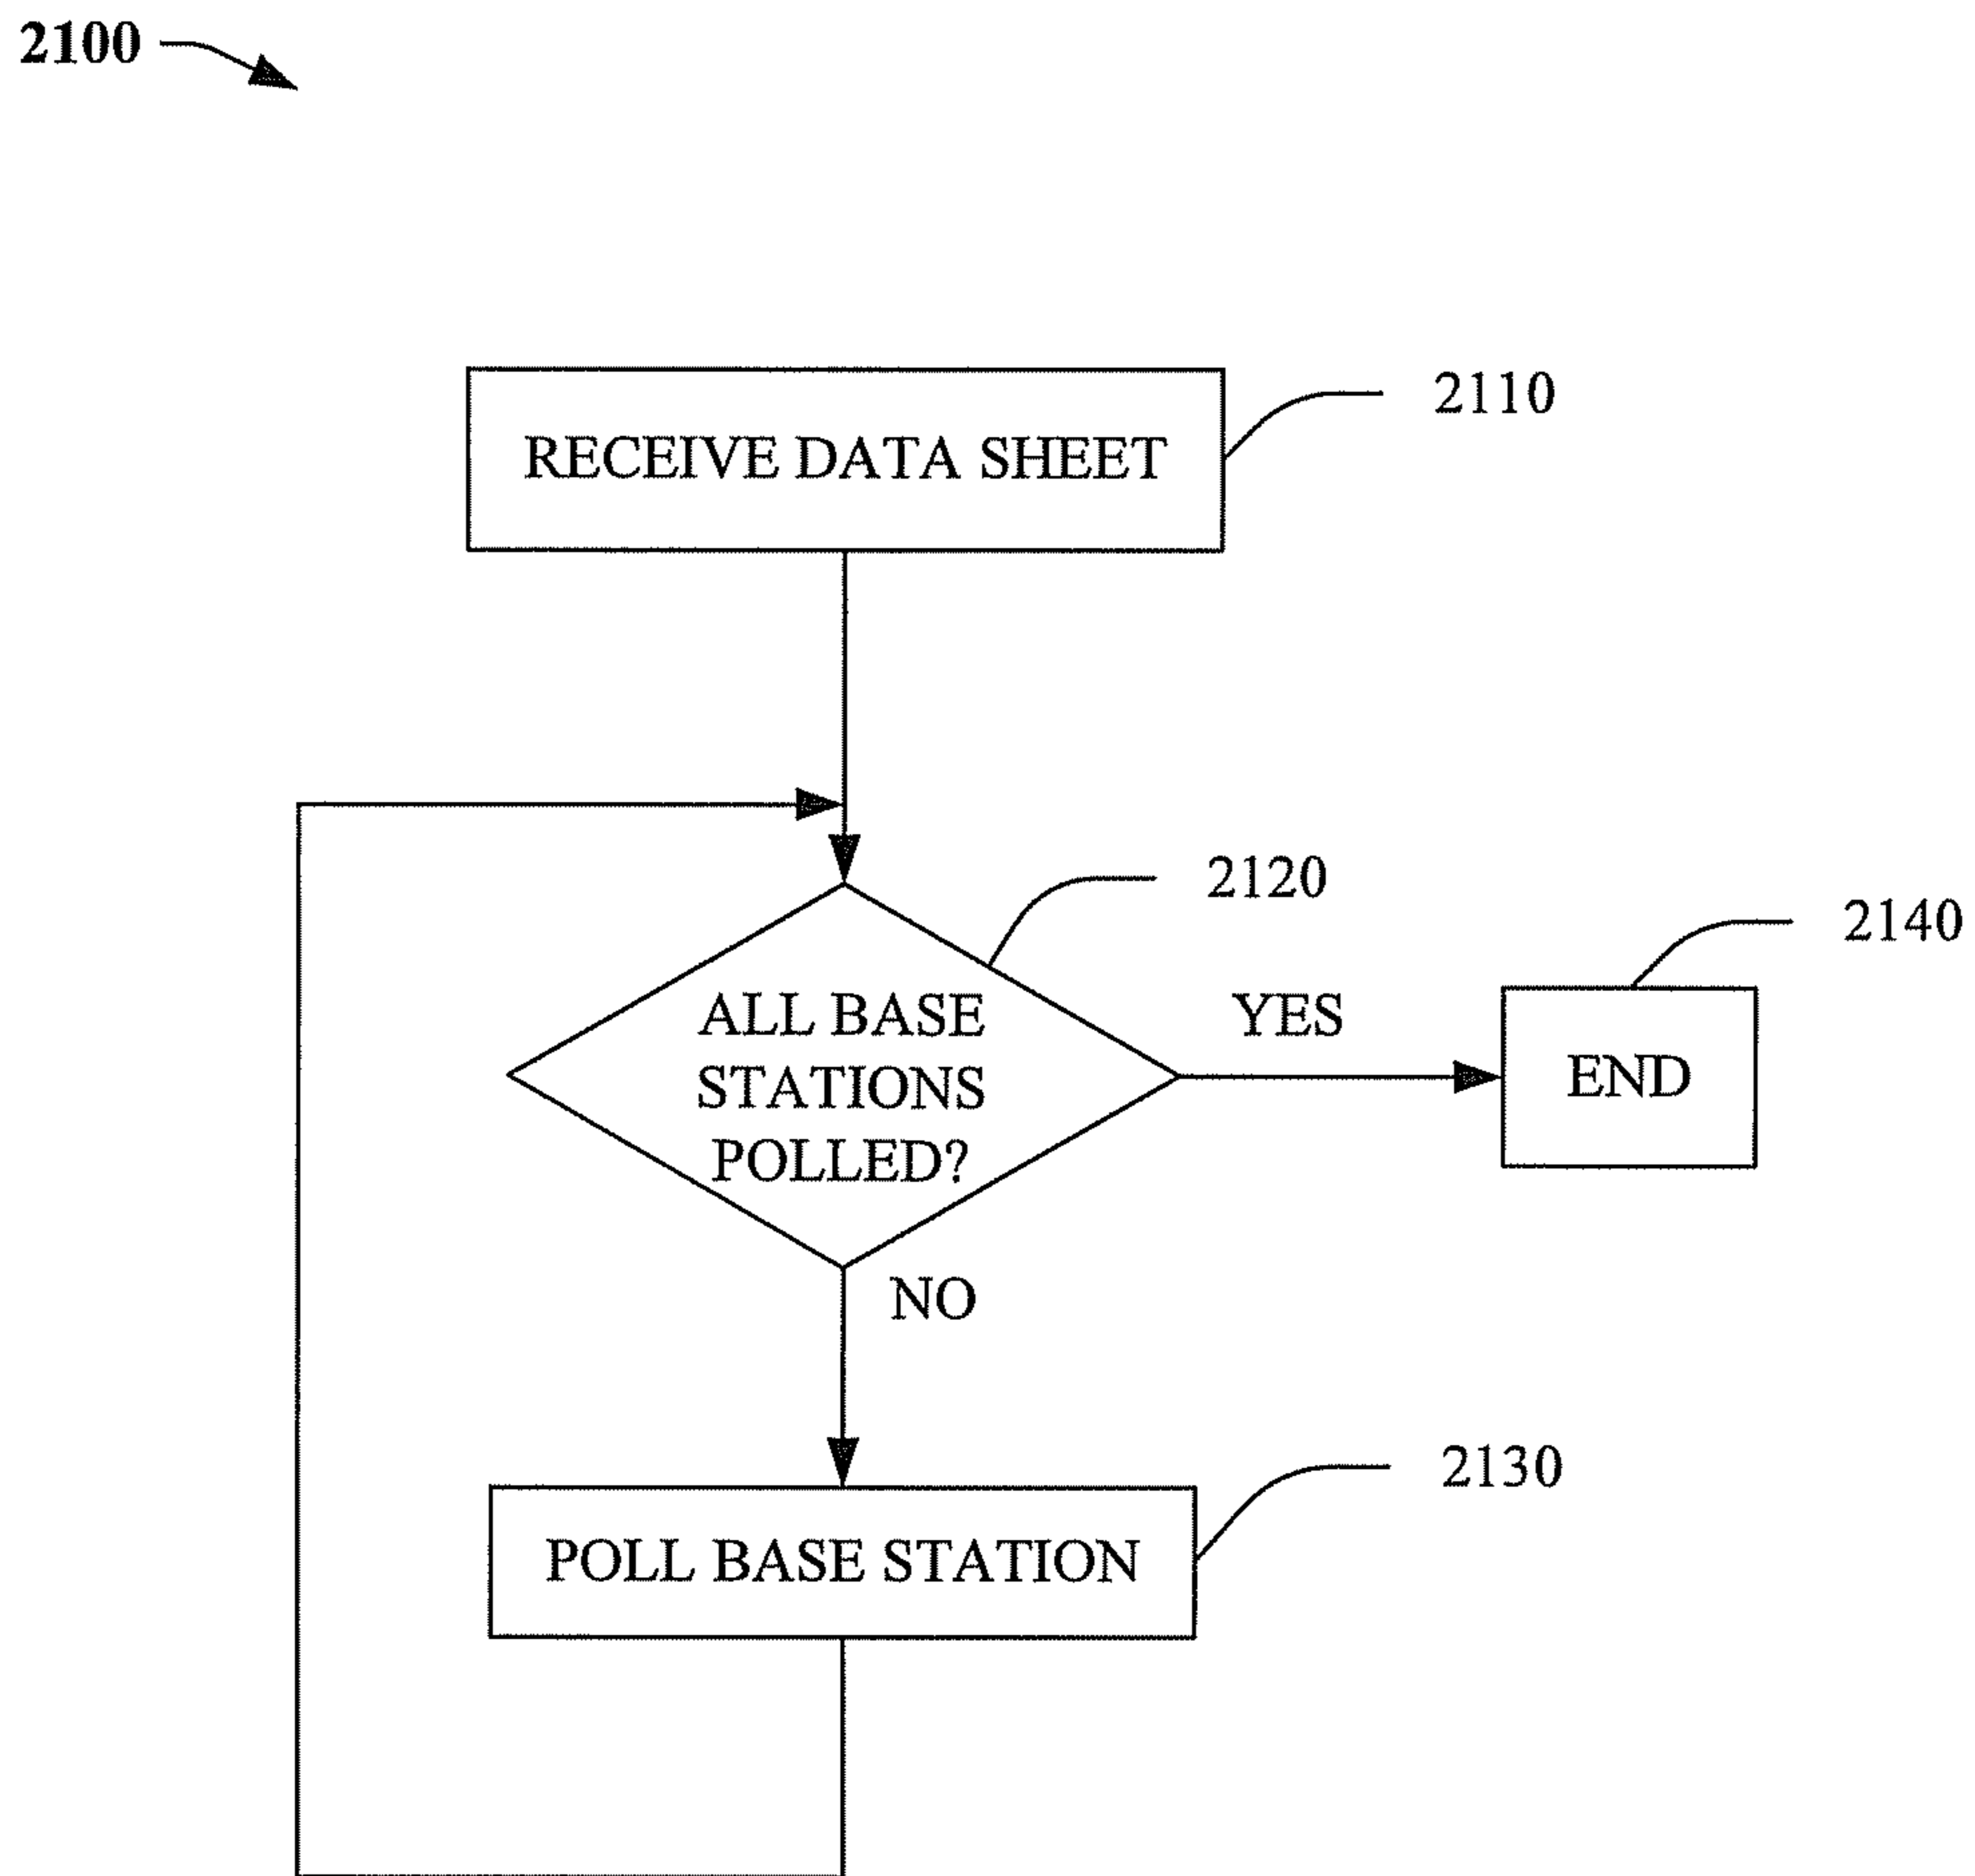 2100
2110
RECEIVE DATA SHEET
2120
2140
ALL BASE
STATIONS
POLLED?
YES
END
NO
2130
POLL BASE STATION